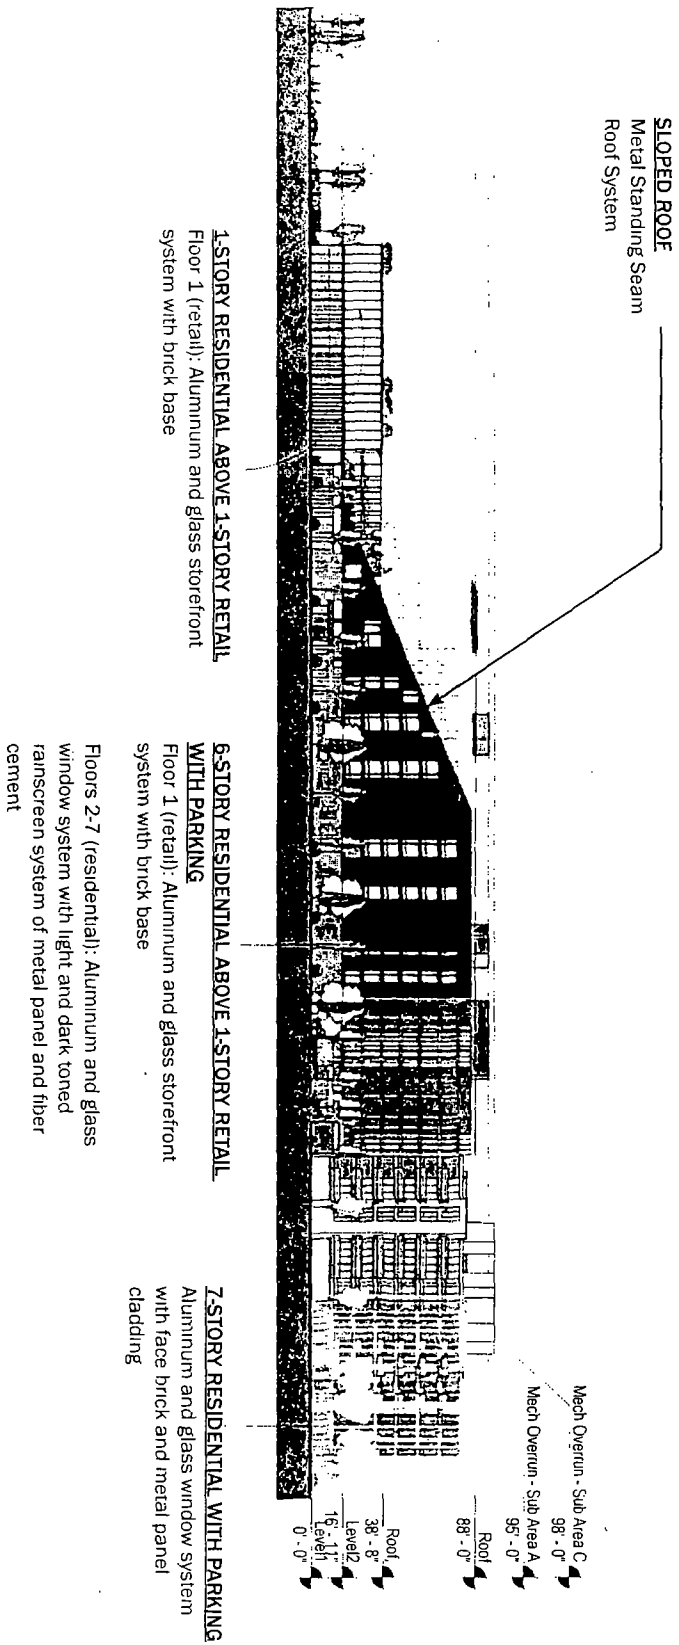 SLOPED ROOF
Metal Standing Seam
Roof System
Mech Overrun - Sub Area C
98' - 0"
Mech Overrun - Sub Area A
95' - 0"
Roof
88' - 0"
Roof
38' - 8"
Level2
16' - 11"
Level1
0' - 0"
1-STORY RESIDENTIAL ABOVE 1-STORY RETAIL
Floor 1 (retail): Aluminum and glass storefront
system with brick base
6-STORY RESIDENTIAL ABOVE 1-STORY RETAIL
WITH PARKING
Floor 1 (retail): Aluminum and glass storefront
system with brick base
Floors 2-7 (residential): Aluminum and glass
window system with light and dark toned
rainscreen system of metal panel and fiber
cement
7-STORY RESIDENTIAL WITH PARKING
Aluminum and glass window system
with face brick and metal panel
cladding